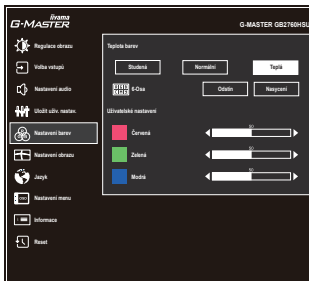 iiyama
G-MASTER
G-MASTER GB2760HSU
Regulace obrazu
Volba vstupů
Nastavení audio
Uložit uživ. nastav.
Nastavení barev
Nastavení obrazu
Jazyk
Nastavení menu
Informace
Reset
Teplota barev
Studená
Normální
Teplá
6-Osa
Odstín
Nasycení
Uživatelské nastavení
Červená
50
Zelená
50
Modrá
50